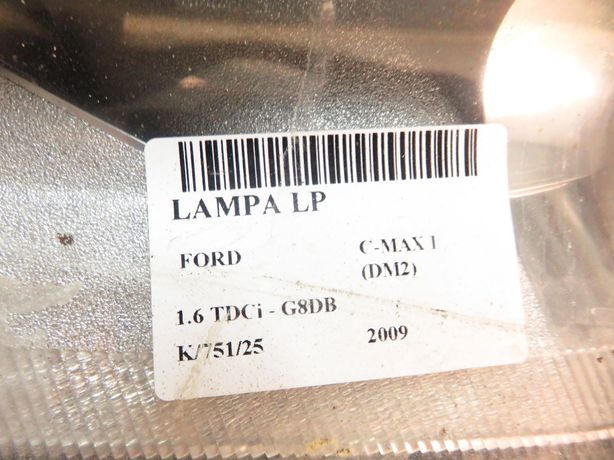 LAMPA LP
FORD C-MAX I
(DM2)
1.6 TDCi - G8DB
K/751/25 2009